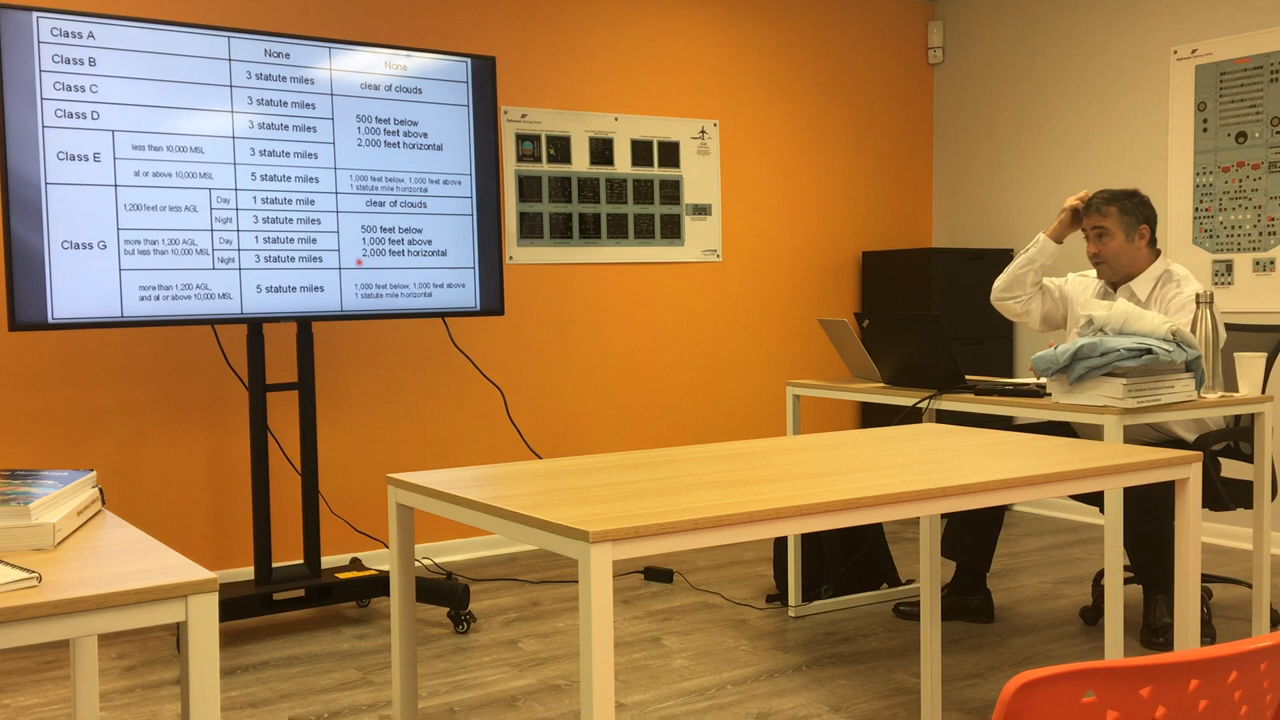 Class A
None
None
Class B
3 statute miles
clear of clouds
Class C
3 statute miles
500 feet below
1,000 feet above
2,000 feet horizontal
Class D
3 statute miles
Class E
less than 10,000 MSL
3 statute miles
at or above 10,000 MSL
5 statute miles
1,000 feet below, 1,000 feet above
1 statute mile horizontal
Class G
1,200 feet or less AGL
Day
1 statute mile
clear of clouds
Night
3 statute miles
500 feet below
1,000 feet above
2,000 feet horizontal
more than 1,200 AGL,
but less than 10,000 MSL
Day
1 statute mile
Night
3 statute miles
more than 1,200 AGL,
and at or above 10,000 MSL
5 statute miles
1,000 feet below, 1,000 feet above
1 statute mile horizontal